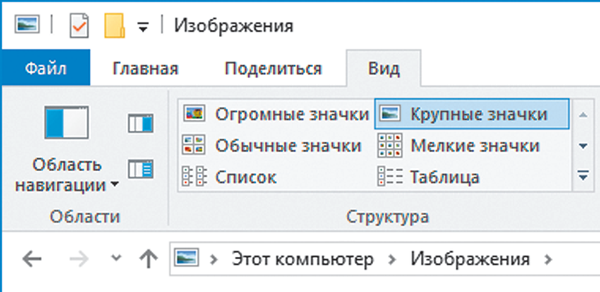 Изображения
Файл Главная Поделиться Вид
Огромные значки Крупные значки
Обычные значки Мелкие значки
Список Таблица
Область
навигации
Области Структура
Этот компьютер Изображения